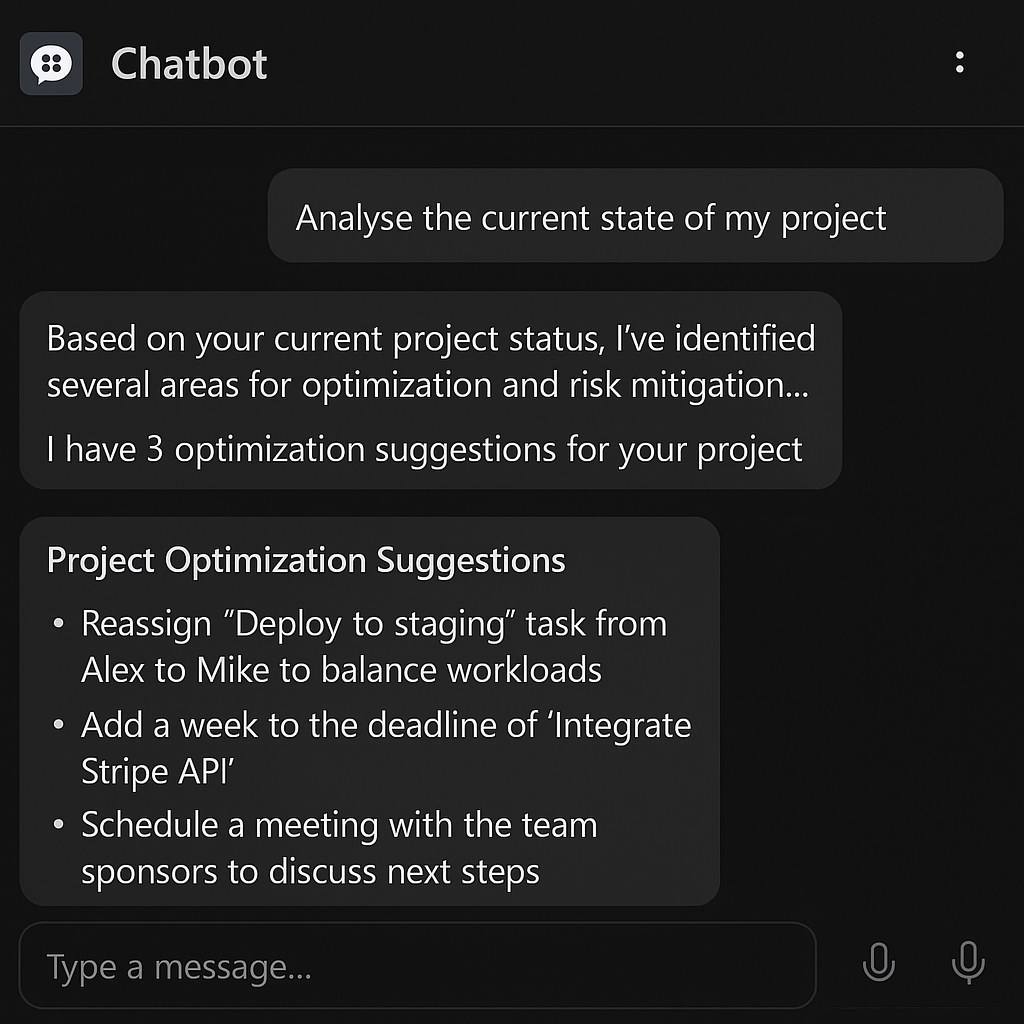 Chatbot
Analyse the current state of my project
Based on your current project status, I’ve identified
several areas for optimization and risk mitigation...
I have 3 optimization suggestions for your project
Project Optimization Suggestions
• Reassign ”Deploy to staging” task from
Alex to Mike to balance workloads
• Add a week to the deadline of ‘Integrate
Stripe API’
• Schedule a meeting with the team
sponsors to discuss next steps
Type a message...